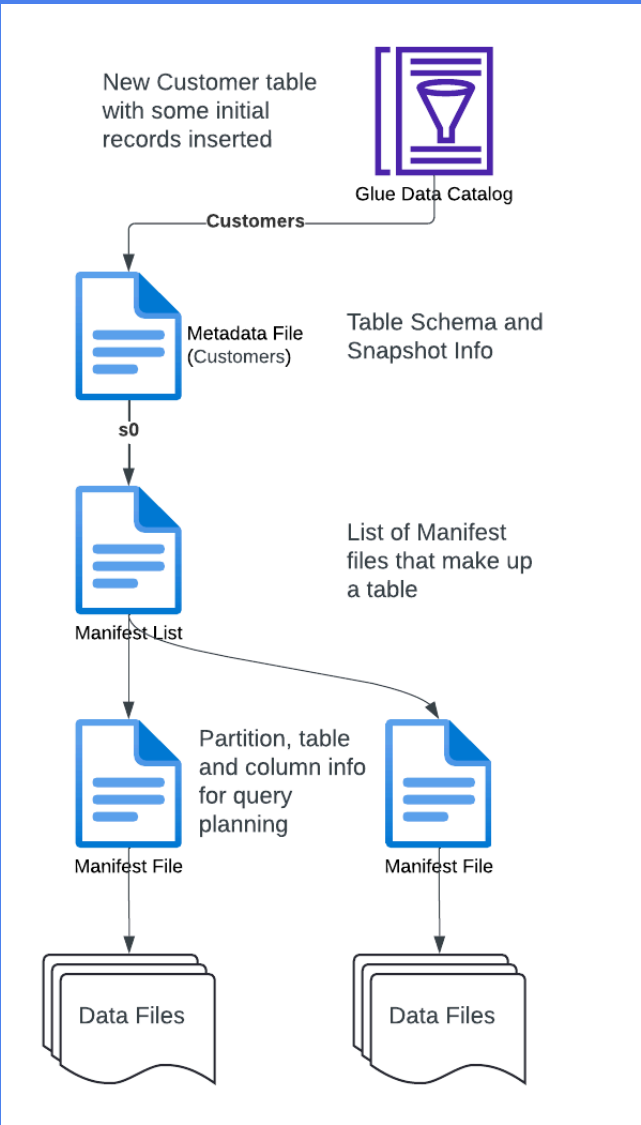 New Customer table
with some initial
records inserted
Glue Data Catalog
Customers
Metadata File
(Customers)
Table Schema and
Snapshot Info
s0
List of Manifest
files that make up
a table
Manifest List
Partition, table
and column info
for query
planning
Manifest File
Manifest File
Data Files
Data Files